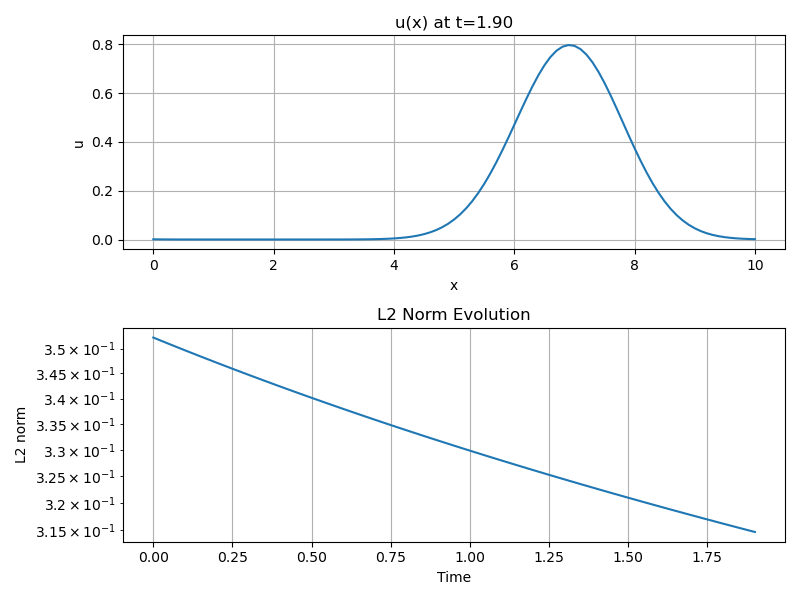 u(x) at t=1.90
0.8
0.6
0.4
0.2
0.0
u
0 2 4 6 8 10
x
L2 Norm Evolution
3.5 × 10⁻¹
3.45 × 10⁻¹
3.4 × 10⁻¹
3.35 × 10⁻¹
3.3 × 10⁻¹
3.25 × 10⁻¹
3.2 × 10⁻¹
3.15 × 10⁻¹
L2 norm
0.00 0.25 0.50 0.75 1.00 1.25 1.50 1.75
Time